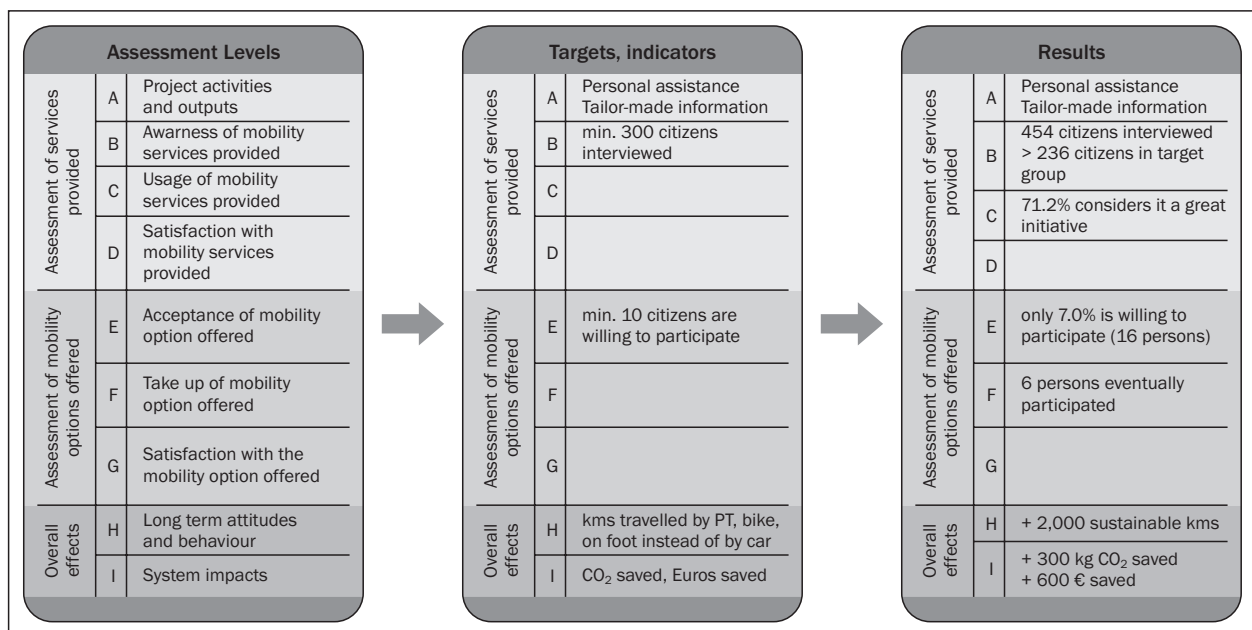 Assessment Levels
Assessment of services
provided
A
Project activities
and outputs
B
Awarness of mobility
services provided
C
Usage of mobility
services provided
D
Satisfaction with
mobility services
provided
Assessment of mobility
options offered
E
Acceptance of mobility
option offered
F
Take up of mobility
option offered
G
Satisfaction with the
mobility option offered
Overall
effects
H
Long term attitudes
and behaviour
I
System impacts
Targets, indicators
Assessment of services
provided
A
Personal assistance
Tailor-made information
B
min. 300 citizens
interviewed
C
D
Assessment of mobility
options offered
E
min. 10 citizens are
willing to participate
F
G
Overall
effects
H
kms travelled by PT, bike,
on foot instead of by car
I
CO₂ saved, Euros saved
Results
Assessment of services
provided
A
Personal assistance
Tailor-made information
B
454 citizens interviewed
> 236 citizens in target
group
C
71.2% considers it a great
initiative
D
Assessment of mobility
options offered
E
only 7.0% is willing to
participate (16 persons)
F
6 persons eventually
participated
G
Overall
effects
H
+ 2,000 sustainable kms
I
+ 300 kg CO₂ saved
+ 600 € saved